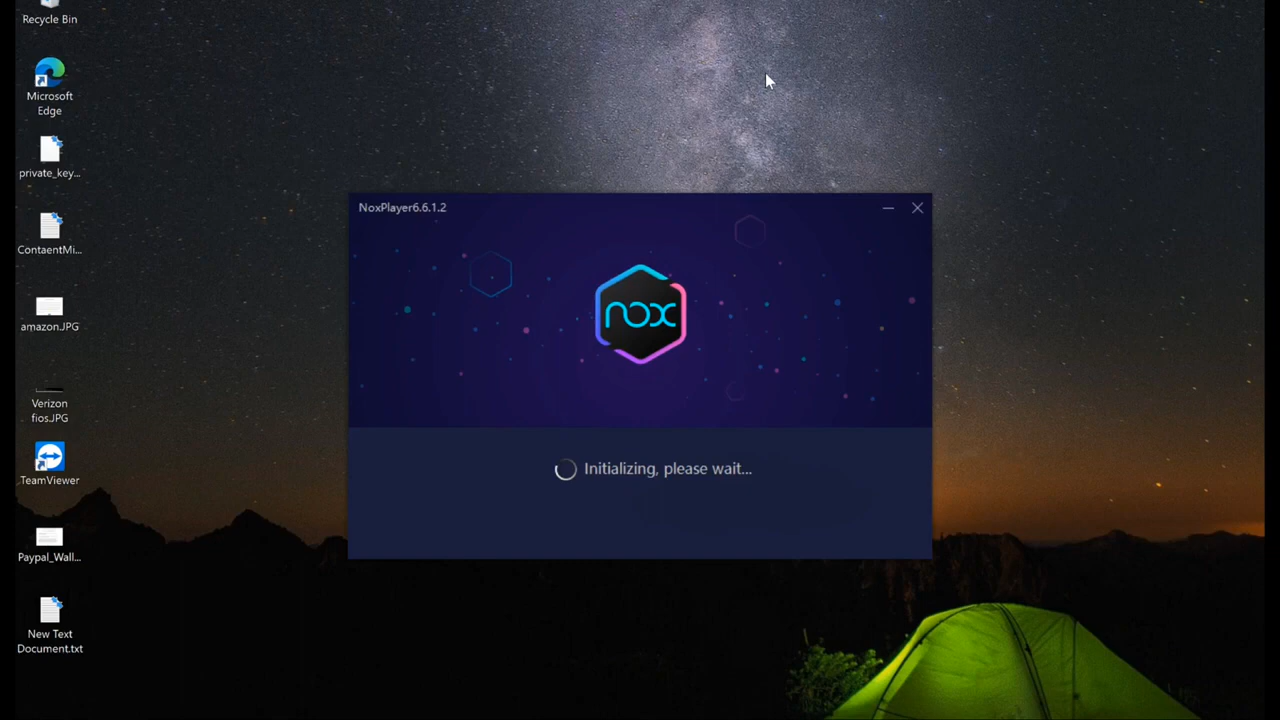 Recycle Bin
Microsoft
Edge
private_key...
ContaentMi...
amazon.JPG
Verizon
fios.JPG
TeamViewer
Paypal_Wall...
New Text
Document.txt
NoxPlayer6.6.1.2
nox
Initializing, please wait...